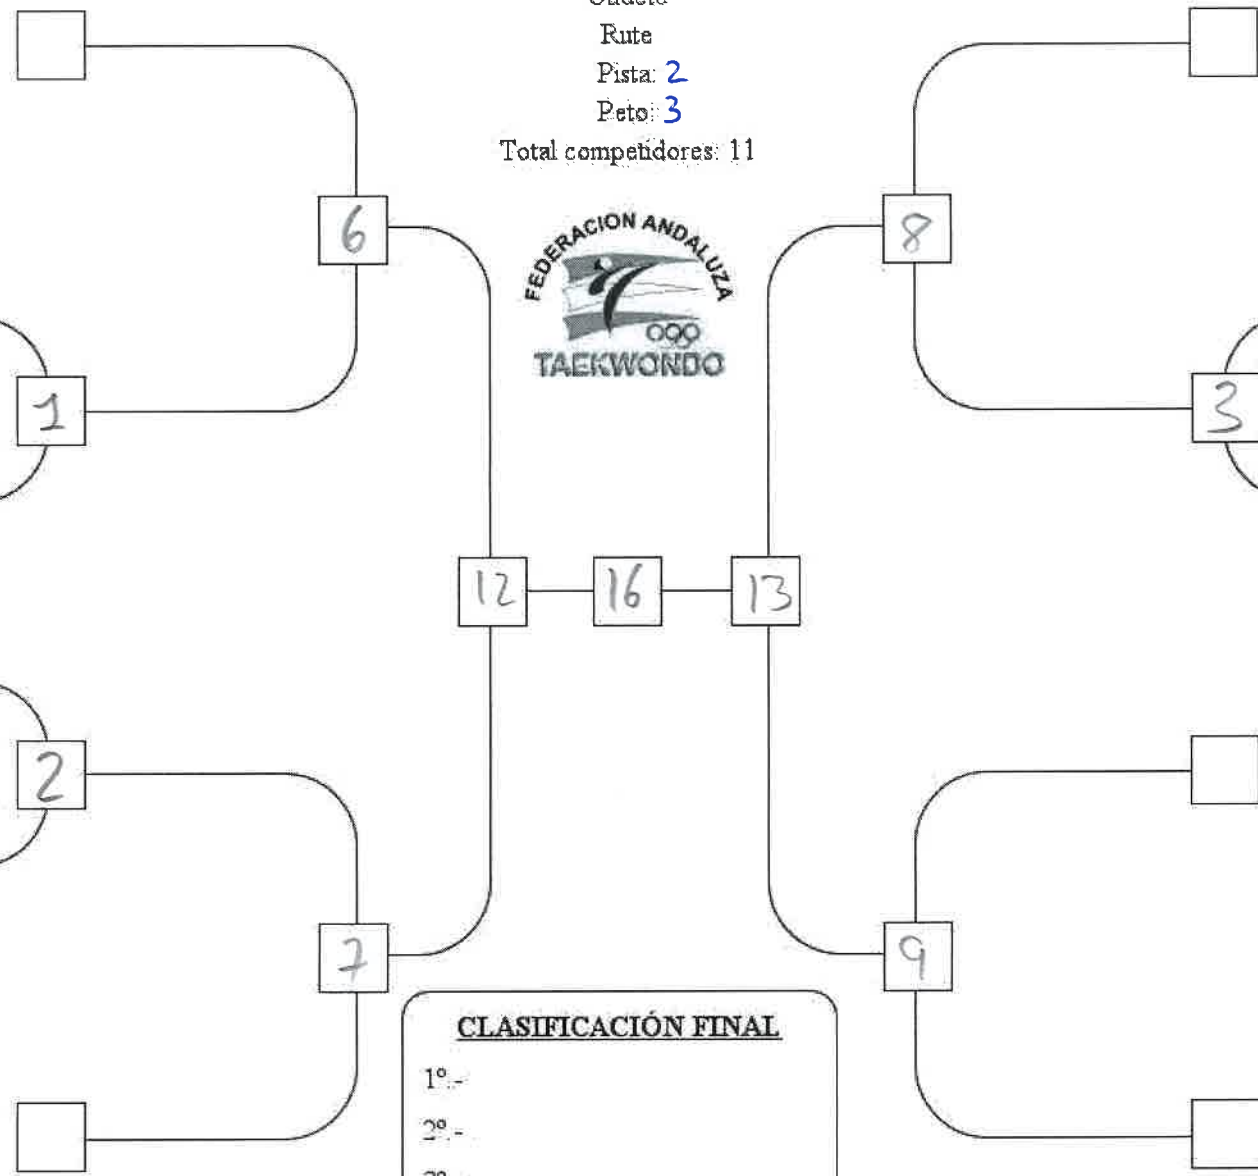 Rute
Pista: 2
Peto: 3
Total competidores: 11
FEDERACION ANDALUZA
TAEKWONDO
6
8
1
3
12
16
13
2
7
9
CLASIFICACIÓN FINAL
1º.-
2º.-